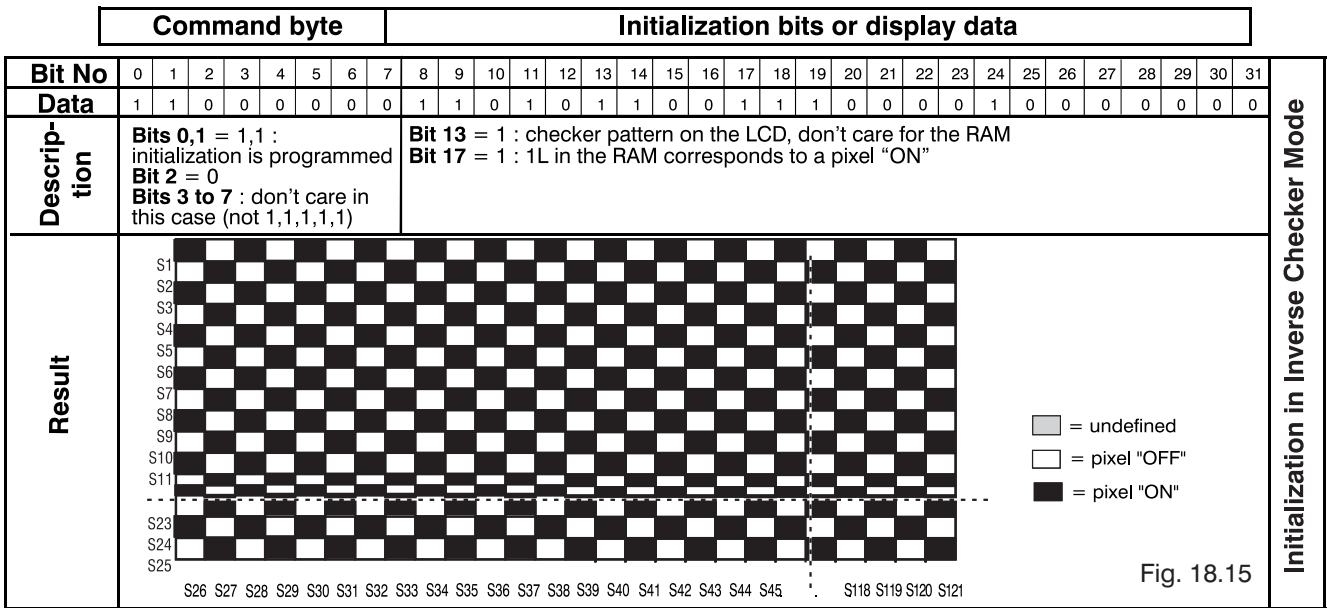 Command byte Initialization bits or display data
Bit No 0 1 2 3 4 5 6 7 8 9 10 11 12 13 14 15 16 17 18 19 20 21 22 23 24 25 26 27 28 29 30 31
Data 1 1 0 0 0 0 0 0 1 1 0 1 0 1 1 0 0 1 1 1 0 0 0 0 1 0 0 0 0 0 0 0
Descrip-
tion
Bits 0,1 = 1,1 :
initialization is programmed
Bit 2 = 0
Bits 3 to 7 : don't care in
this case (not 1,1,1,1,1)
Bit 13 = 1 : checker pattern on the LCD, don't care for the RAM
Bit 17 = 1 : 1L in the RAM corresponds to a pixel “ON”
Result
S1
S2
S3
S4
S5
S6
S7
S8
S9
S10
S11
S23
S24
S25
S26 S27 S28 S29 S30 S31 S32 S33 S34 S35 S36 S37 S38 S39 S40 S41 S42 S43 S44 S45 . S118 S119 S120 S121
= undefined
= pixel "OFF"
= pixel "ON"
Fig. 18.15
Initialization in Inverse Checker Mode